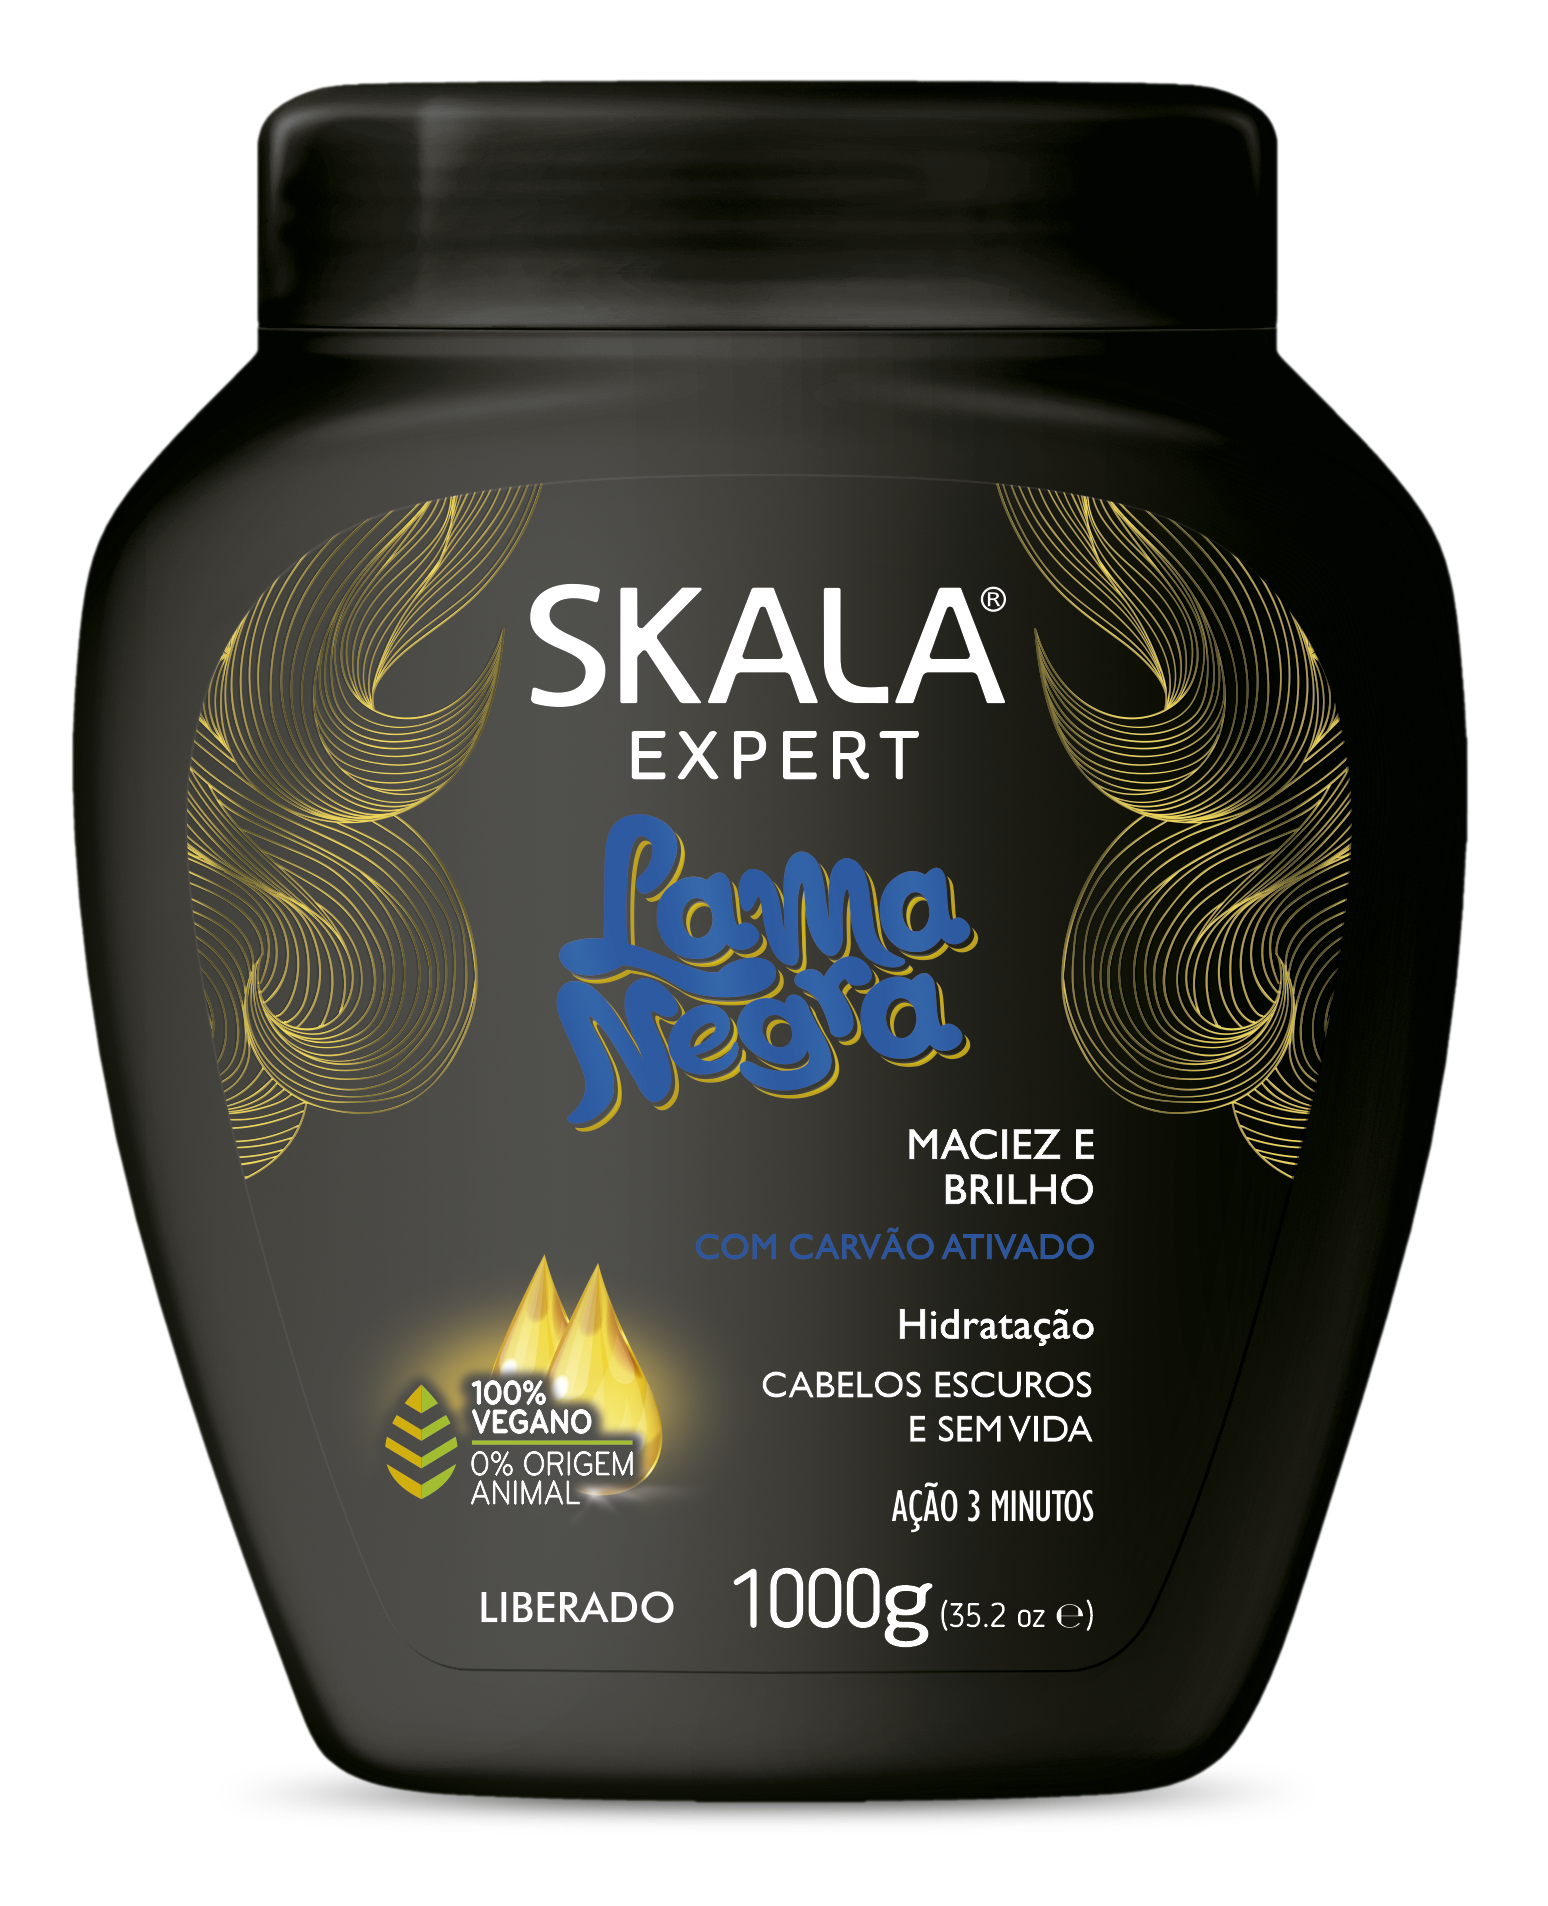 SKALA®
EXPERT
Lama
Negra
MACIEZ E
BRILHO
COM CARVÃO ATIVADO
Hidratação
CABELOS ESCUROS
E SEM VIDA
AÇÃO 3 MINUTOS
100%
VEGANO
0% ORIGEM
ANIMAL
LIBERADO
1000g (35.2 oz ℮)